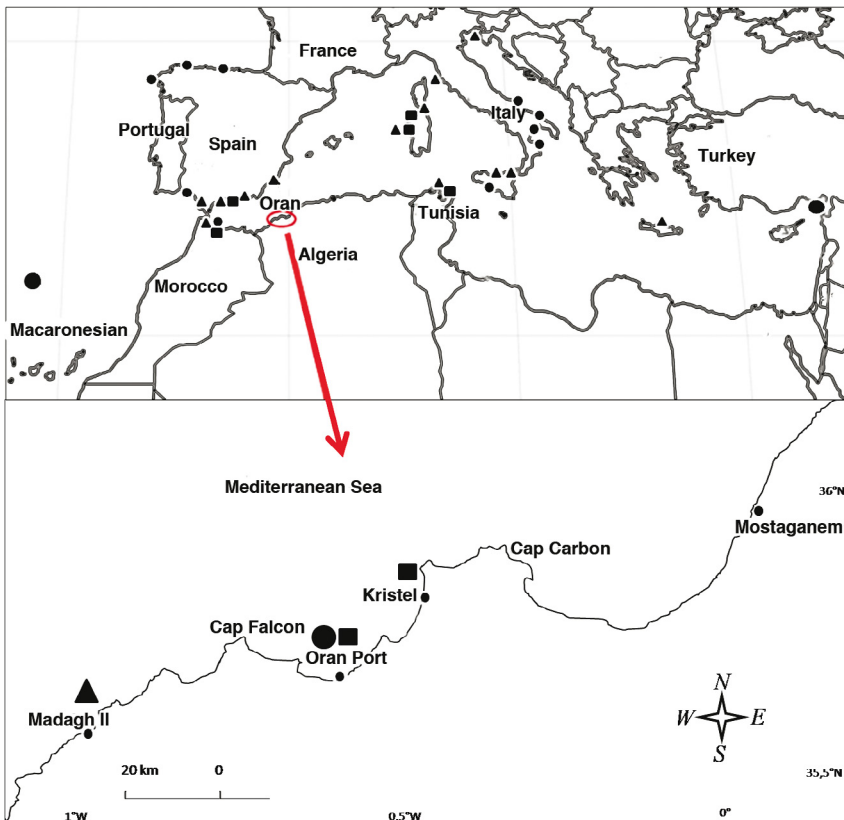 France
Portugal
Spain
Italy
Turkey
Oran
Tunisia
Algeria
Morocco
Macaronesian
Mediterranean Sea
36°N
Mostaganem
Cap Carbon
Kristel
Cap Falcon
Oran Port
Madagh II
N
W E
S
20 km 0
35,5°N
1°W 0.5W 0°